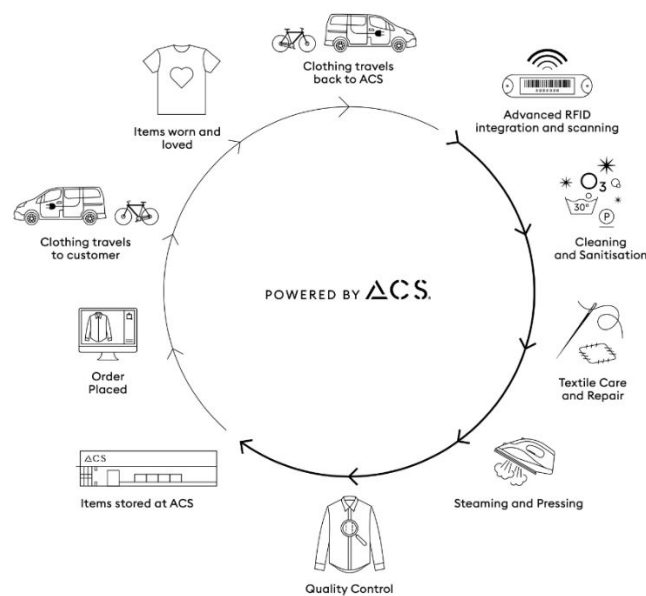 Clothing travels
back to ACS
Advanced RFID
integration and scanning
O3
30°
P
Cleaning
and Sanitisation
Textile Care
and Repair
Steaming and Pressing
Quality Control
ACS
Items stored at ACS
Order
Placed
Clothing travels
to customer
Items worn and
loved
POWERED BY ACS.